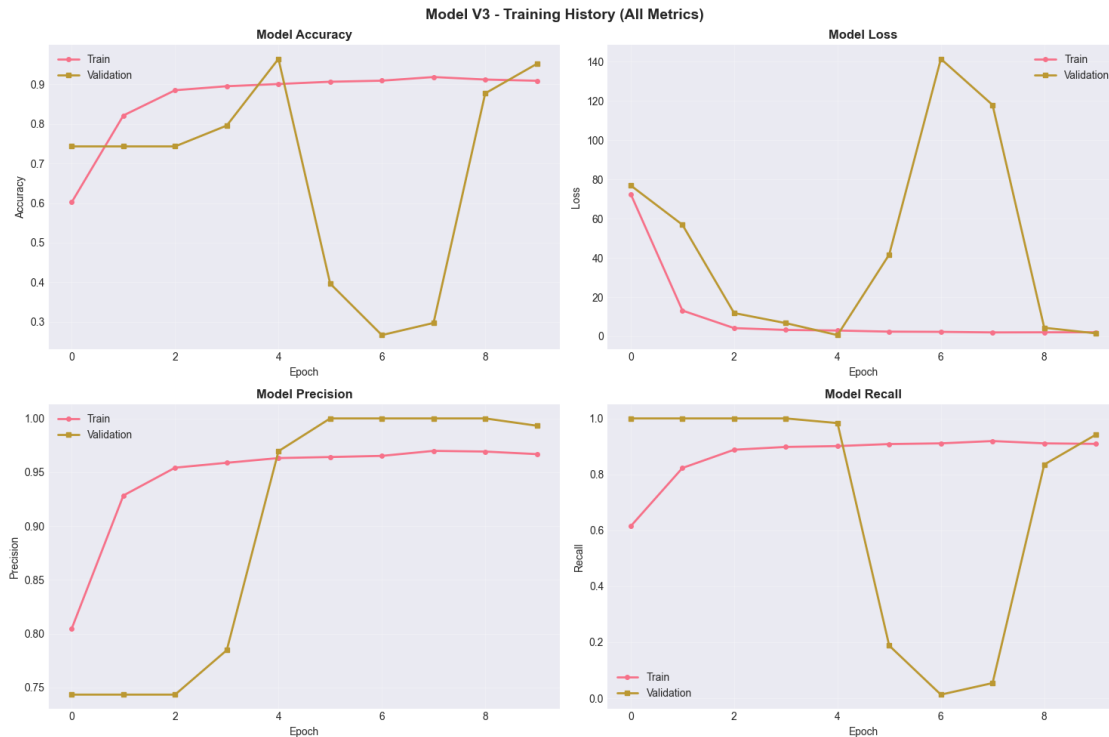 Model V3 - Training History (All Metrics)
Model Accuracy
Train
Validation
0.9
0.8
0.7
0.6
0.5
0.4
0.3
Accuracy
0 2 4 6 8
Epoch
Model Loss
Train
Validation
140
120
100
80
60
40
20
0
Loss
0 2 4 6 8
Epoch
Model Precision
Train
Validation
1.00
0.95
0.90
0.85
0.80
0.75
Precision
0 2 4 6 8
Epoch
Model Recall
1.0
0.8
0.6
0.4
0.2
0.0
Recall
Train
Validation
0 2 4 6 8
Epoch